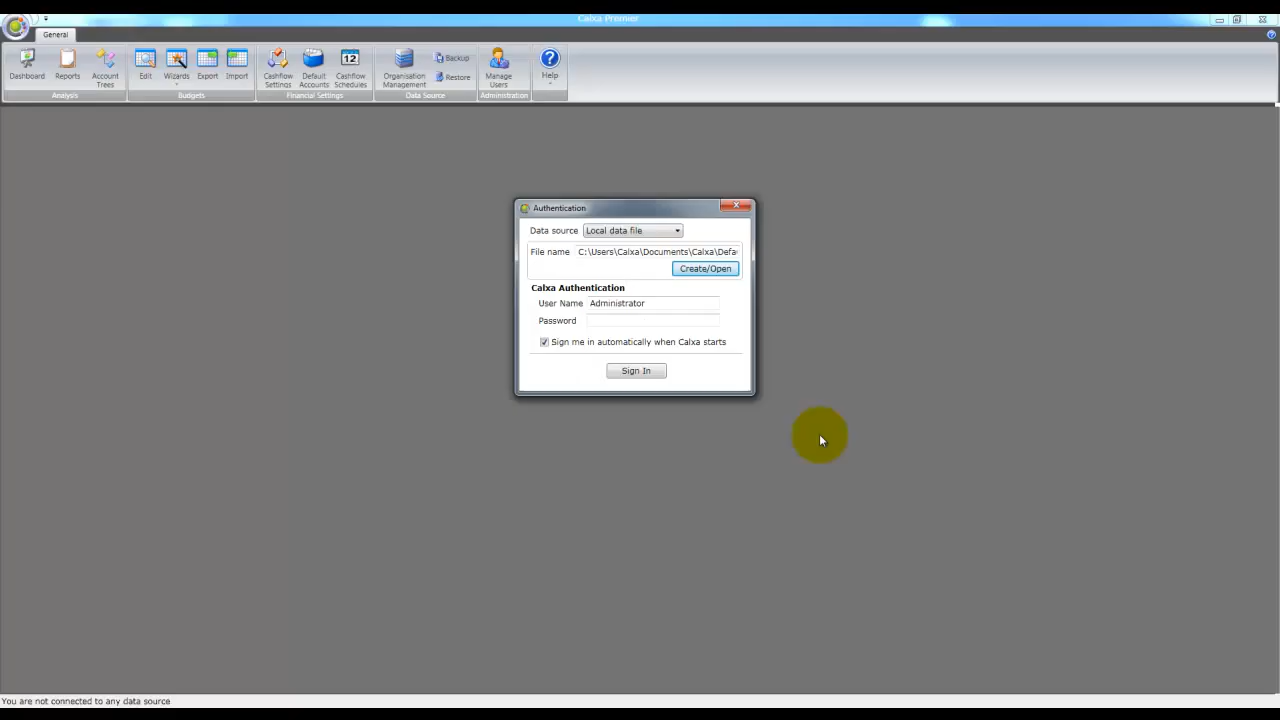 Calxa Premier
General
Dashboard
Reports
Account Trees
Edit
Wizards
Export
Import
Cashflow Settings
Default Accounts
Cashflow Schedules
12
Organisation Management
Backup
Restore
Manage Users
Help
Analysis
Budgets
Financial Settings
Data Source
Administration
Authentication
Data source Local data file
File name C:\Users\Calxa\Documents\Calxa\Defa
Create/Open
Calxa Authentication
User Name Administrator
Password
Sign me in automatically when Calxa starts
Sign In
You are not connected to any data source